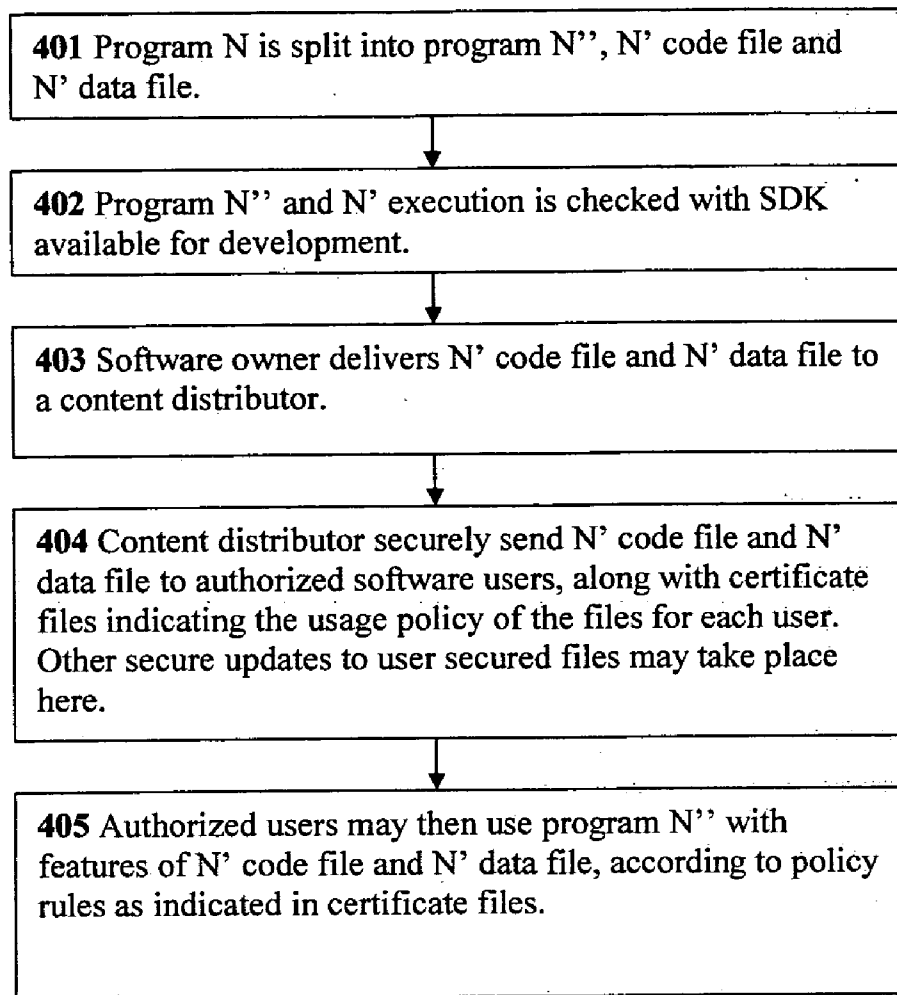 401 Program N is split into program N’’, N’ code file and
N’ data file.
402 Program N’’ and N’ execution is checked with SDK
available for development.
403 Software owner delivers N’ code file and N’ data file to
a content distributor.
404 Content distributor securely send N’ code file and N’
data file to authorized software users, along with certificate
files indicating the usage policy of the files for each user.
Other secure updates to user secured files may take place
here.
405 Authorized users may then use program N’’ with
features of N’ code file and N’ data file, according to policy
rules as indicated in certificate files.